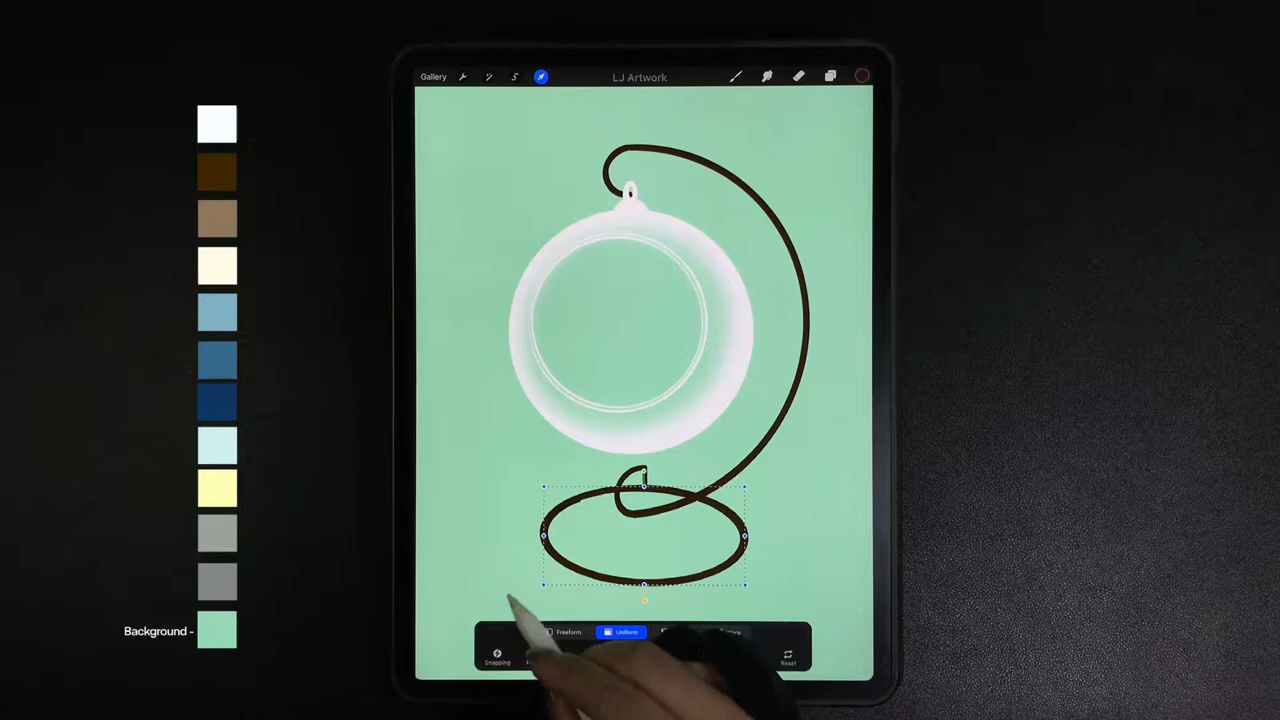 Gallery
LJ Artwork
Background -
Freeform
Uniform
Snapping
Reset